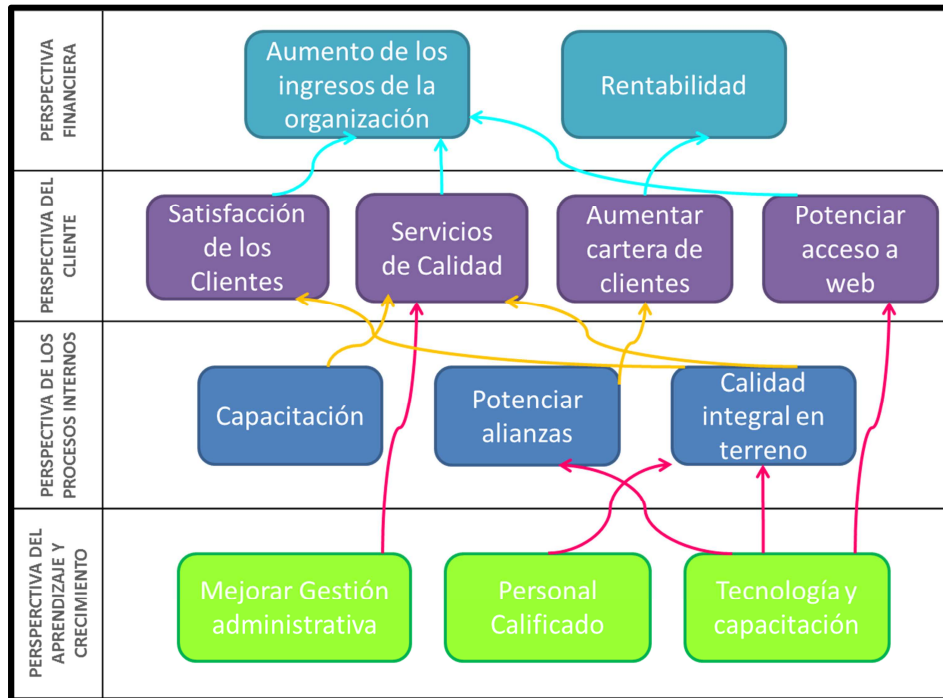 PERSPECTIVA
FINANCIERA
Aumento de los
ingresos de la
organización
Rentabilidad
PERSPECTIVA DEL
CLIENTE
Satisfacción
de los
Clientes
Servicios
de Calidad
Aumentar
cartera de
clientes
Potenciar
acceso a
web
PERSPECTIVA DE LOS
PROCESOS INTERNOS
Capacitación
Potenciar
alianzas
Calidad
integral en
terreno
PERSPERCTIVA DEL
APRENDIZAJE Y
CRECIMIENTO
Mejorar Gestión
administrativa
Personal
Calificado
Tecnología y
capacitación